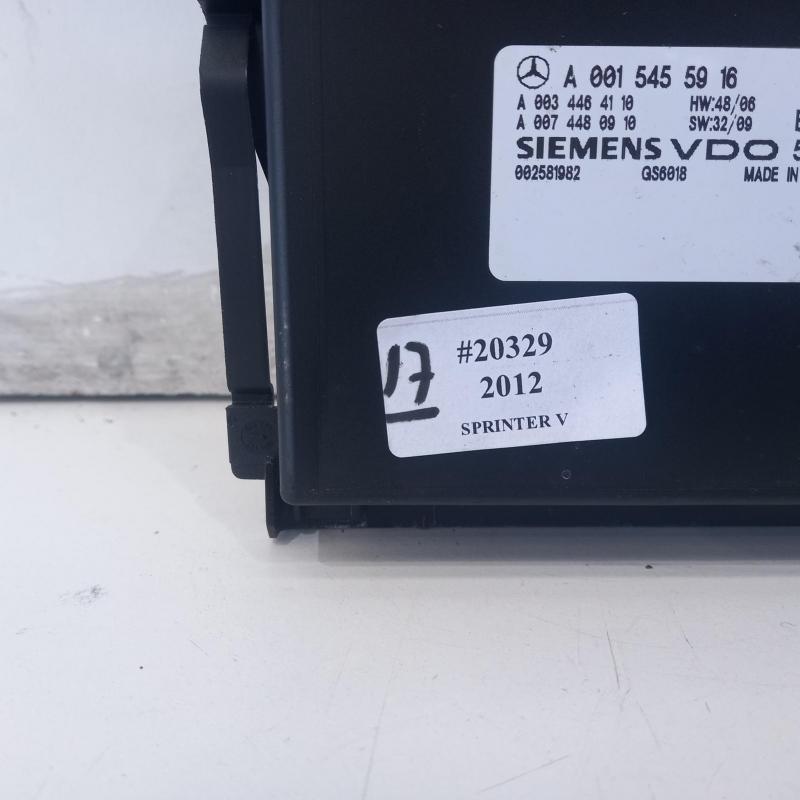 A 001 545 59 16
A 003 446 41 10 HW:48/06
A 007 448 09 10 SW:32/09
SIEMENS VDO 5
002581982 GS6018 MADE IN
17 #20329
2012
SPRINTER V